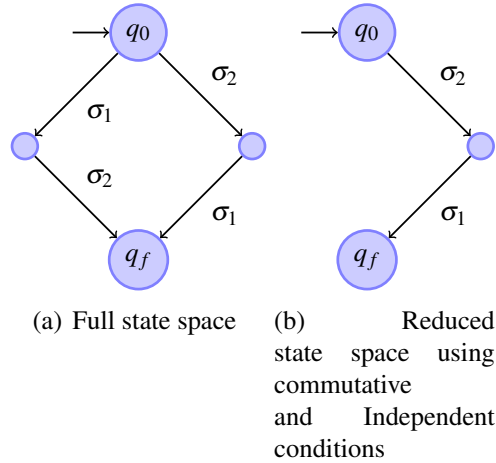 q0
q0
σ2
σ2
σ1
σ2
σ1
σ1
qf
qf
(a) Full state space
(b) Reduced
state space using
commutative
and Independent
conditions